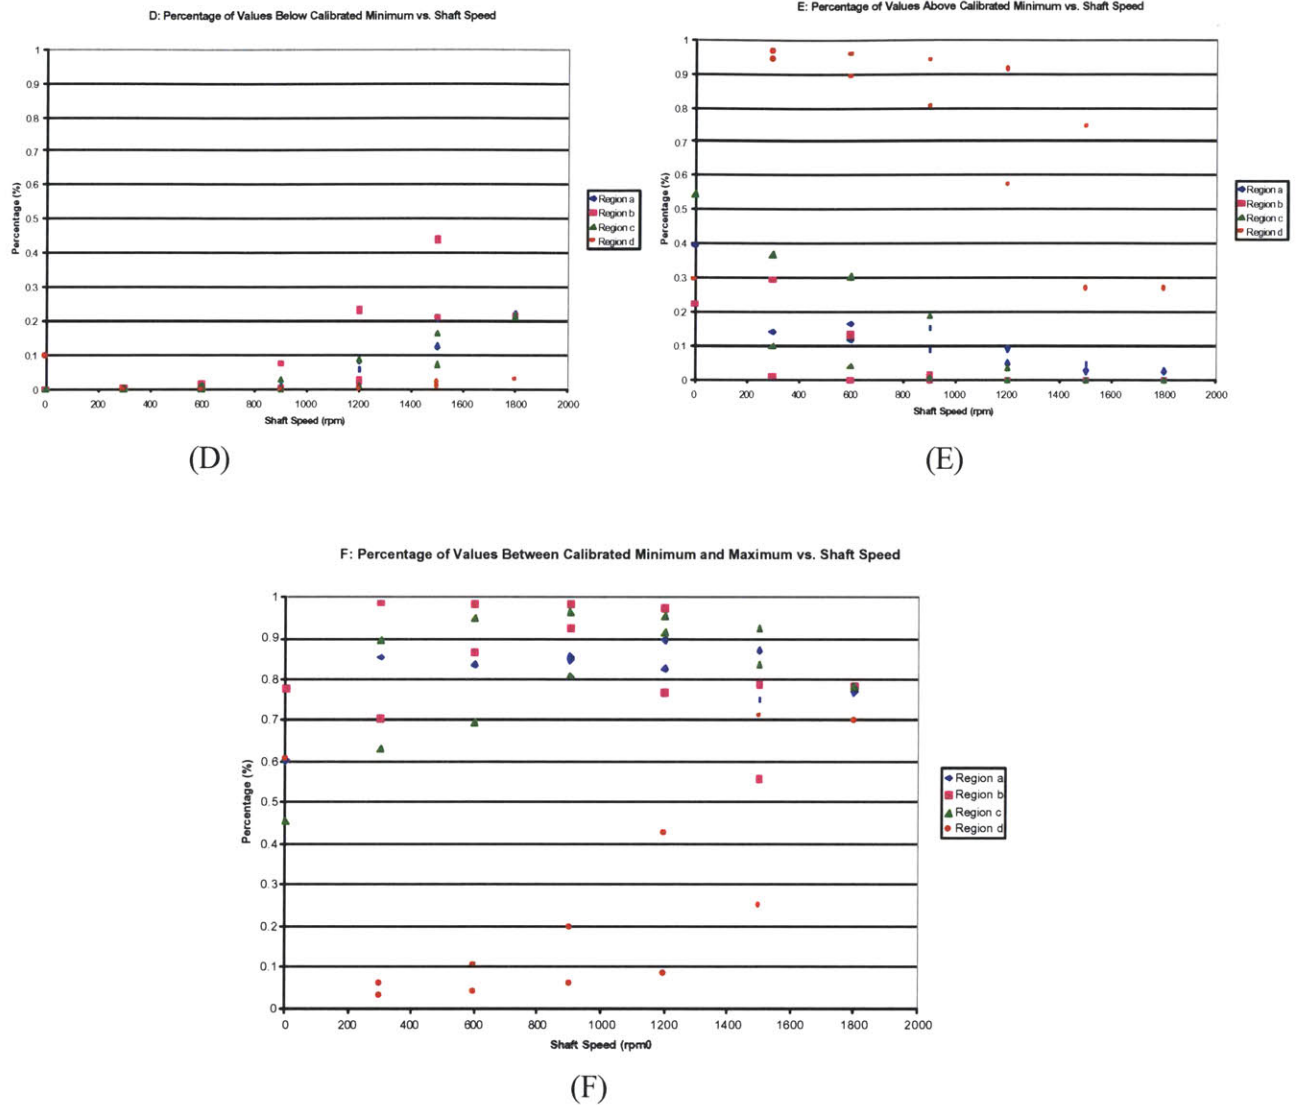 D: Percentage of Values Below Calibrated Minimum vs. Shaft Speed
1
0.9
0.8
0.7
0.6
0.5
0.4
0.3
0.2
0.1
0
Percentage (%)
0 200 400 600 800 1000 1200 1400 1600 1800 2000
Shaft Speed (rpm)
Region a
Region b
Region c
Region d
(D)
E: Percentage of Values Above Calibrated Minimum vs. Shaft Speed
1
0.9
0.8
0.7
0.6
0.5
0.4
0.3
0.2
0.1
0
Percentage (%)
0 200 400 600 800 1000 1200 1400 1600 1800 2000
Shaft Speed (rpm)
Region a
Region b
Region c
Region d
(E)
F: Percentage of Values Between Calibrated Minimum and Maximum vs. Shaft Speed
1
0.9
0.8
0.7
0.6
0.5
0.4
0.3
0.2
0.1
0
Percentage (%)
0 200 400 600 800 1000 1200 1400 1600 1800 2000
Shaft Speed (rpm0
Region a
Region b
Region c
Region d
(F)